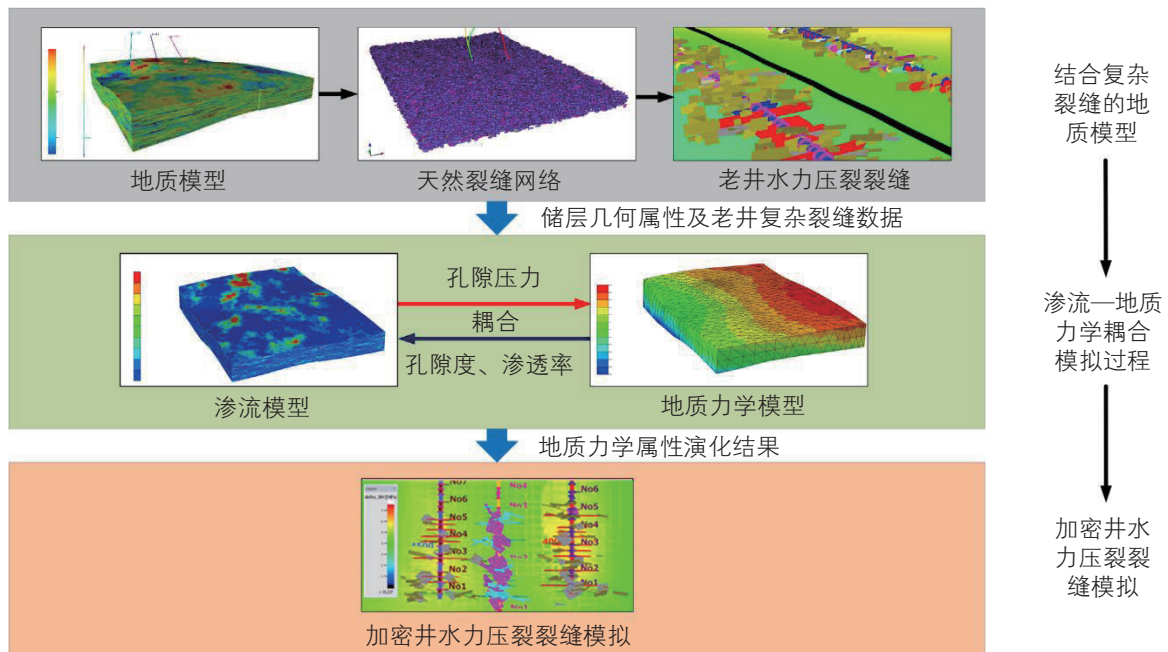 地质模型
天然裂缝网络
老井水力压裂裂缝
结合复杂
裂缝的地
质模型
储层几何属性及老井复杂裂缝数据
孔隙压力
耦合
孔隙度、渗透率
渗流模型
地质力学模型
渗流—地质
力学耦合
模拟过程
地质力学属性演化结果
No7
No6
No5
No4
No3
No2
No1
No4
No6
No5
No4
No3
No2
No1
加密井水力压裂裂缝模拟
加密井水
力压裂裂
缝模拟